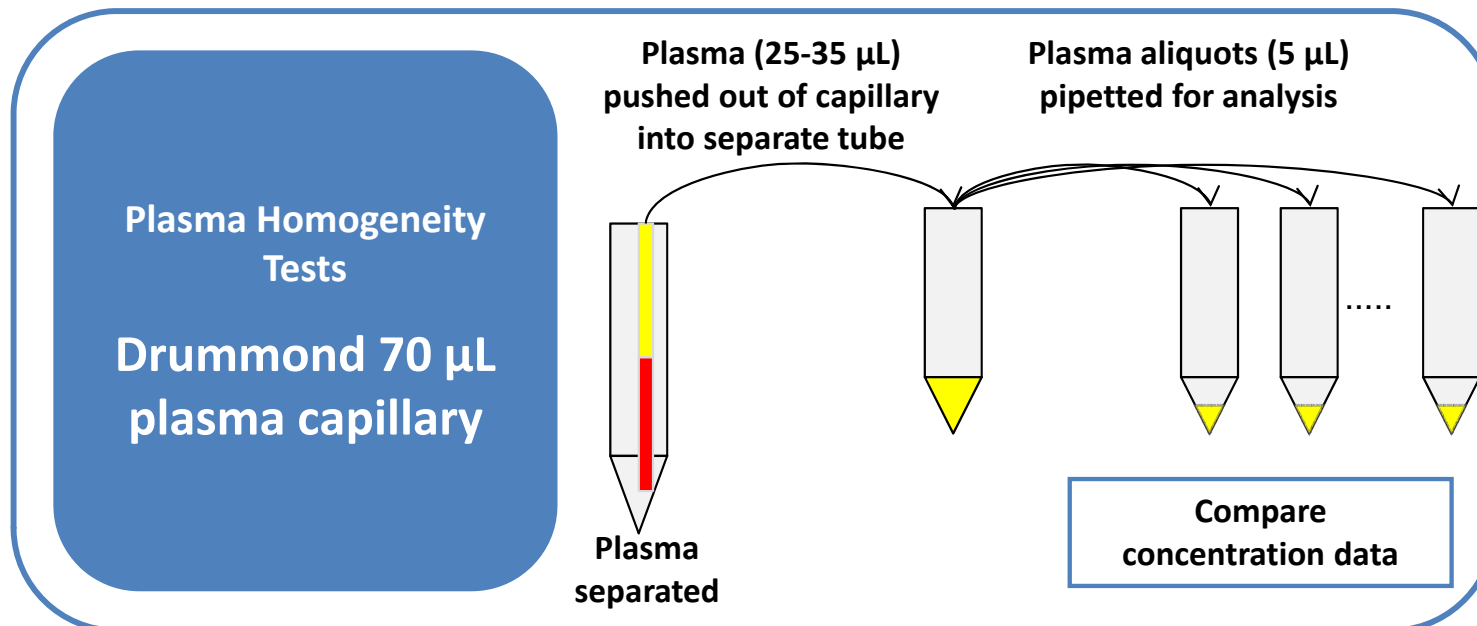 Plasma Homogeneity
Tests
Drummond 70 µL
plasma capillary
Plasma (25-35 µL)
pushed out of capillary
into separate tube
Plasma aliquots (5 µL)
pipetted for analysis
.....
Plasma
separated
Compare
concentration data